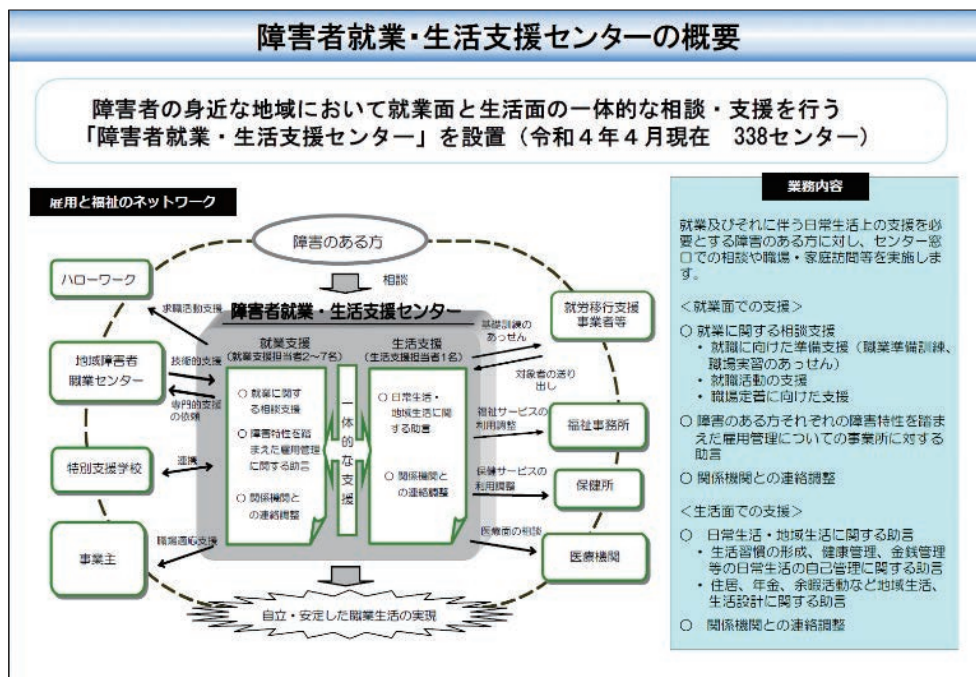 障害者就業・生活支援センターの概要
障害者の身近な地域において就業面と生活面の一体的な相談・支援を行う
「障害者就業・生活支援センター」を設置（令和４年４月現在　338センター）
雇用と福祉のネットワーク
障害のある方
相談
ハローワーク
求職活動支援
地域障害者
職業センター
技術的支援
専門的支援
の依頼
特別支援学校
連携
事業主
職場適応支援
障害者就業・生活支援センター
就業支援
（就業支援担当者2～7名）
○ 就業に関す
る相談支援
○ 障害特性を踏
まえた雇用管理
に関する助言
○ 関係機関と
の連絡調整
一体的な支援
生活支援
（生活支援担当者1名）
○ 日常生活・
地域生活に関
する助言
○ 関係機関と
の連絡調整
基礎訓練の
あっせん
就労移行支援
事業者等
対象者の送り
出し
福祉サービスの
利用調整
福祉事務所
保健サービスの
利用調整
保健所
医療面の相談
医療機関
自立・安定した職業生活の実現
業務内容
就業及びそれに伴う日常生活上の支援を必
要とする障害のある方に対し、センター窓
口での相談や職場・家庭訪問等を実施しま
す。
＜就業面での支援＞
○ 就業に関する相談支援
・ 就職に向けた準備支援（職業準備訓練、
職場実習のあっせん）
・ 就職活動の支援
・ 職場定着に向けた支援
○ 障害のある方それぞれの障害特性を踏
まえた雇用管理についての事業所に対する
助言
○ 関係機関との連絡調整
＜生活面での支援＞
○ 日常生活・地域生活に関する助言
・ 生活習慣の形成、健康管理、金銭管理
等の日常生活の自己管理に関する助言
・ 住居、年金、余暇活動など地域生活、
生活設計に関する助言
○ 関係機関との連絡調整